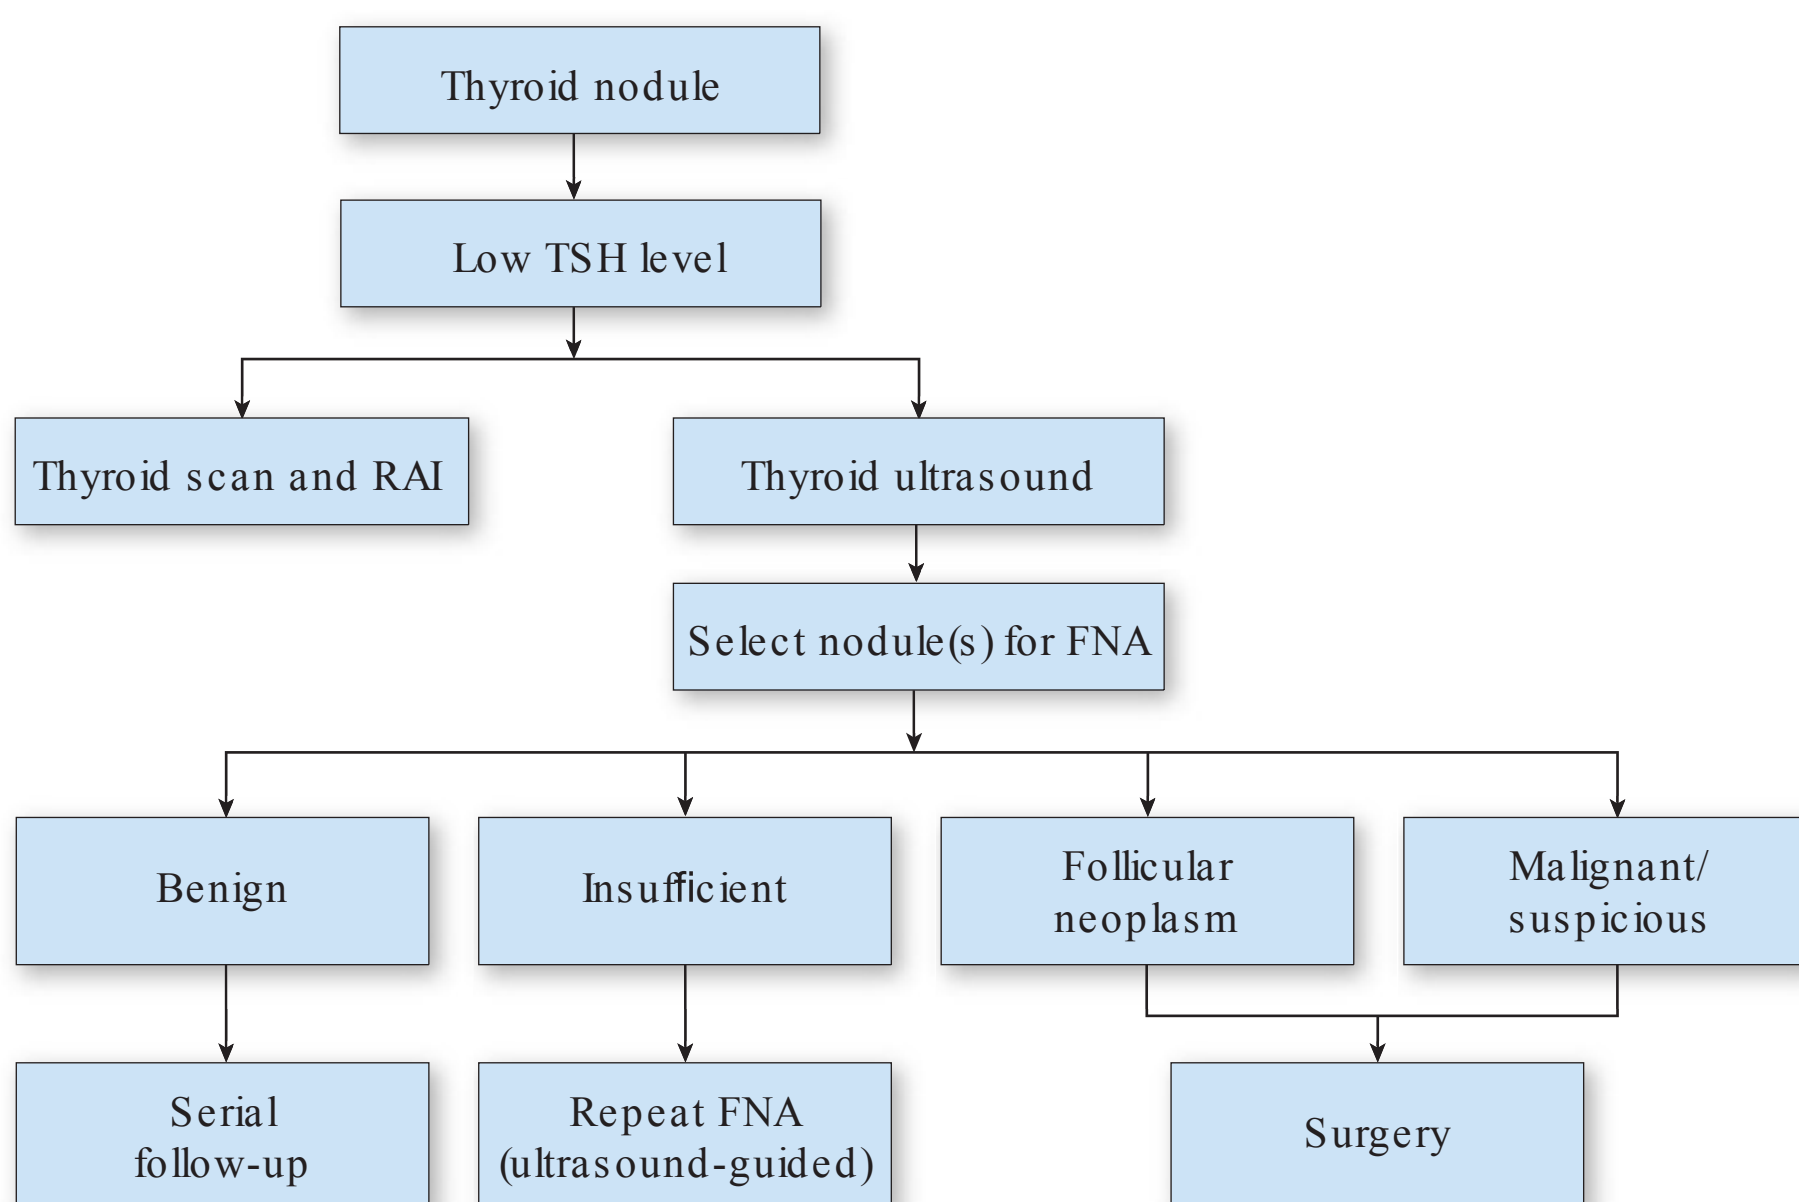 Thyroid nodule
Low TSH level
Thyroid scan and RAI
Thyroid ultrasound
Select nodule(s) for FNA
Benign
Insufficient
Follicular
neoplasm
Malignant/
suspicious
Serial
follow-up
Repeat FNA
(ultrasound-guided)
Surgery